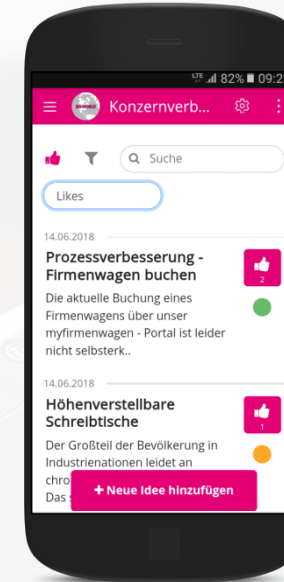 LTE 82% 09:2
Konzernverb...
Suche
Likes
14.06.2018
Prozessverbesserung -
Firmenwagen buchen
2
Die aktuelle Buchung eines
Firmenwagens über unser
myfirmenwagen - Portal ist leider
nicht selbsterk..
14.06.2018
Höhenverstellbare
Schreibtische
1
Der Großteil der Bevölkerung in
Industrienationen leidet an
chro
Das
+ Neue Idee hinzufügen